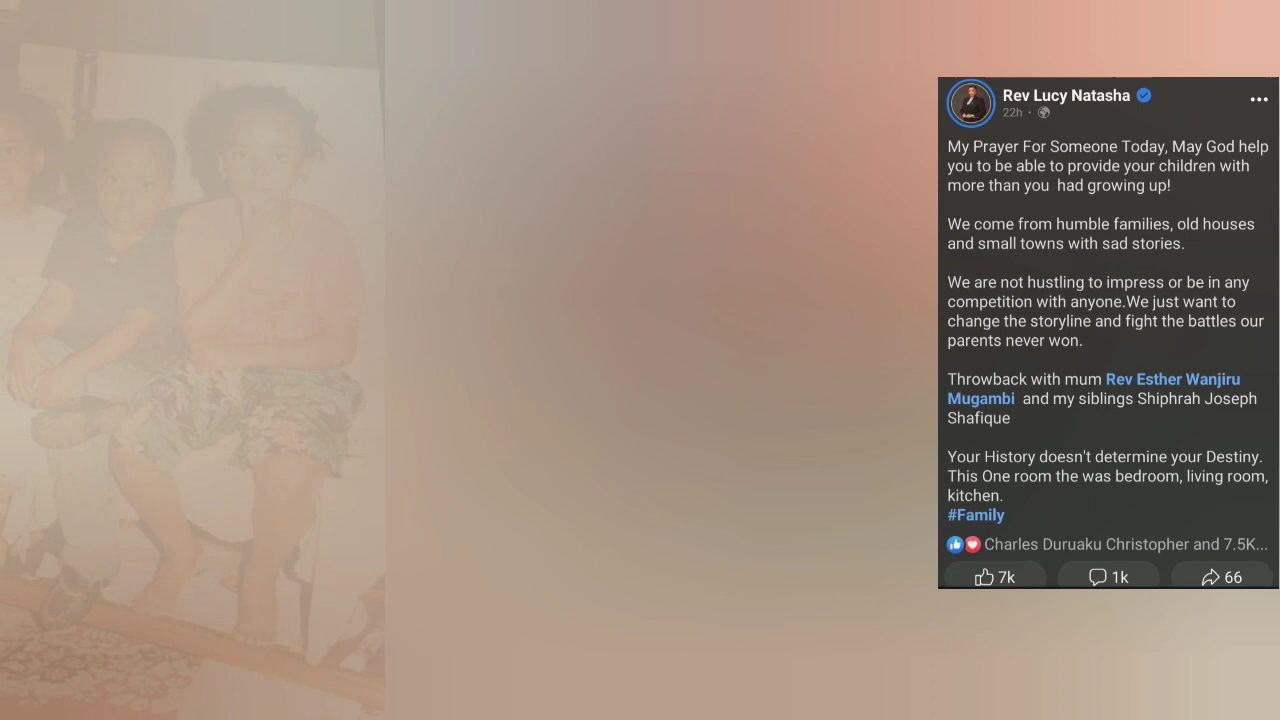 Rev Lucy Natasha
22h ·
My Prayer For Someone Today, May God help
you to be able to provide your children with
more than you  had growing up!
We come from humble families, old houses
and small towns with sad stories.
We are not hustling to impress or be in any
competition with anyone.We just want to
change the storyline and fight the battles our
parents never won.
Throwback with mum Rev Esther Wanjiru
Mugambi  and my siblings Shiphrah Joseph
Shafique
Your History doesn't determine your Destiny.
This One room the was bedroom, living room,
kitchen.
#Family
Charles Duruaku Christopher and 7.5K...
7k 1k 66